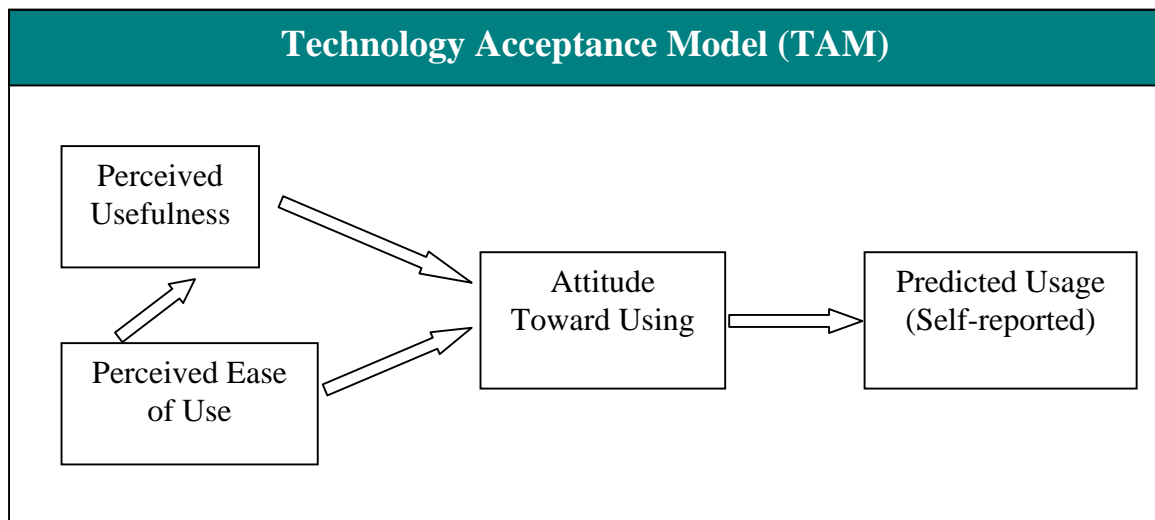 Technology Acceptance Model (TAM)
Perceived
Usefulness
Perceived Ease
of Use
Attitude
Toward Using
Predicted Usage
(Self-reported)